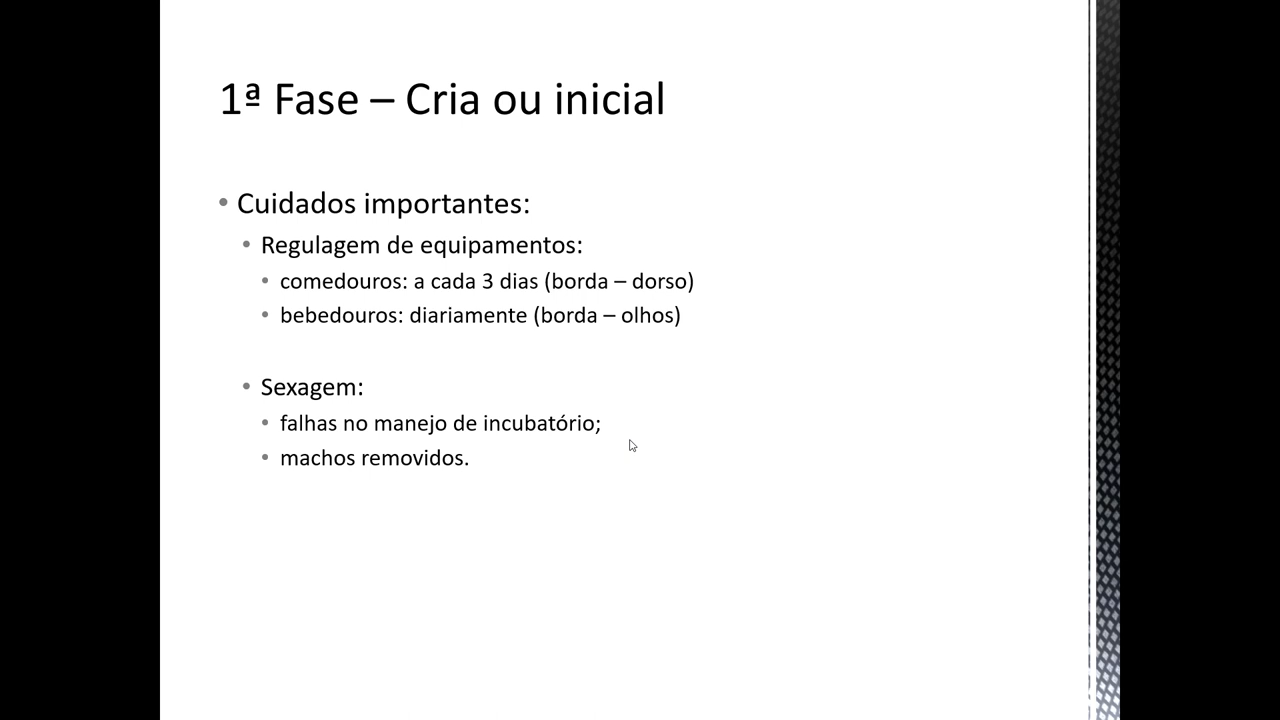 1ª Fase – Cria ou inicial
• Cuidados importantes:
• Regulagem de equipamentos:
• comedouros: a cada 3 dias (borda – dorso)
• bebedouros: diariamente (borda – olhos)
• Sexagem:
• falhas no manejo de incubatório;
• machos removidos.